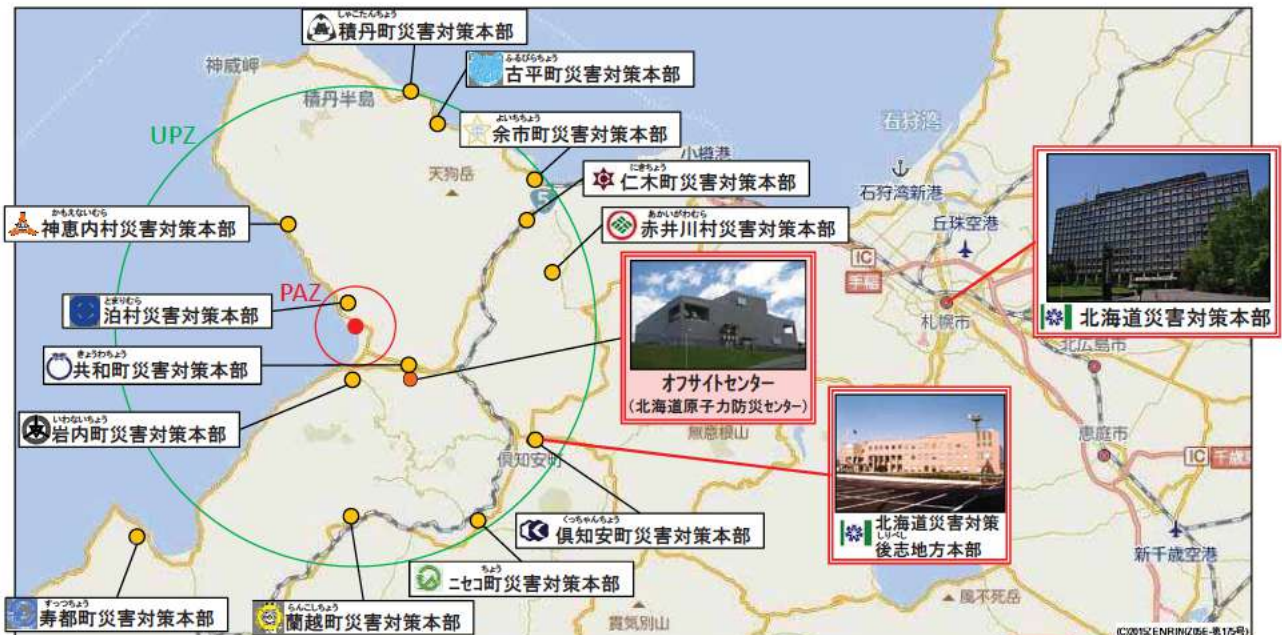 しゃこたんちょう
積丹町災害対策本部
ふるびらちょう
古平町災害対策本部
神威岬
積丹半島
UPZ
よいちちょう
余市町災害対策本部
石狩湾
小樽港
天狗岳
5
にきちょう
仁木町災害対策本部
石狩湾新港
かもえないむら
神恵内村災害対策本部
あかいがわむら
赤井川村災害対策本部
丘珠空港
IC
手稲
PAZ
とまりむら
泊村災害対策本部
札幌市
北海道災害対策本部
北広島市
きょうわちょう
共和町災害対策本部
オフサイトセンター
(北海道原子力防災センター)
いわないちょう
岩内町災害対策本部
無意根山
恵庭市
倶知安町
IC
千歳
くっちゃんちょう
倶知安町災害対策本部
北海道災害対策
しりべし
後志地方本部
新千歳空港
ちょう
ニセコ町災害対策本部
すっつちょう
寿都町災害対策本部
らんこしちょう
蘭越町災害対策本部
貫気別山
風不死岳
(C)2015ZENRIN(Z05E-第175号)